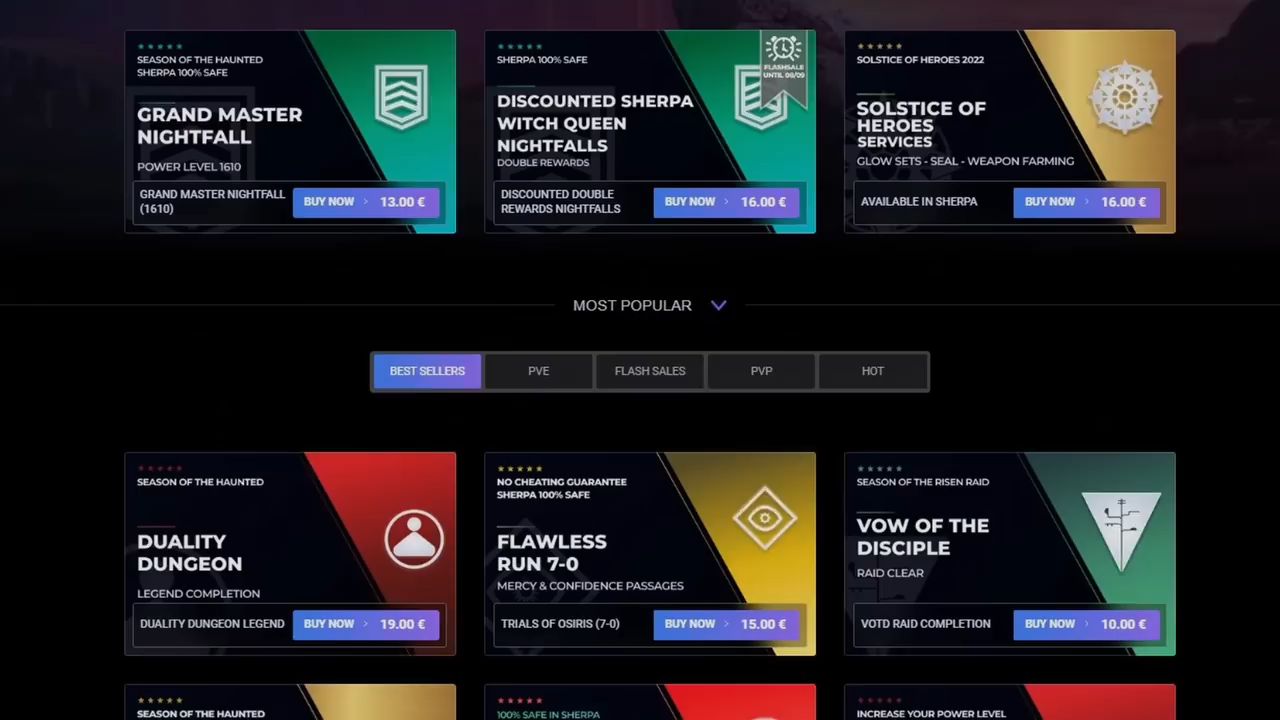 SEASON OF THE HAUNTED
SHERPA 100% SAFE
GRAND MASTER
NIGHTFALL
POWER LEVEL 1610
GRAND MASTER NIGHTFALL
(1610)
BUY NOW › 13.00 €
SHERPA 100% SAFE
FLASHSALE
UNTIL 09/09
DISCOUNTED SHERPA
WITCH QUEEN
NIGHTFALLS
DOUBLE REWARDS
DISCOUNTED DOUBLE
REWARDS NIGHTFALLS
BUY NOW › 16.00 €
SOLSTICE OF HEROES 2022
SOLSTICE OF
HEROES
SERVICES
GLOW SETS - SEAL - WEAPON FARMING
AVAILABLE IN SHERPA
BUY NOW › 16.00 €
MOST POPULAR
BEST SELLERS
PVE
FLASH SALES
PVP
HOT
SEASON OF THE HAUNTED
DUALITY
DUNGEON
LEGEND COMPLETION
DUALITY DUNGEON LEGEND
BUY NOW › 19.00 €
NO CHEATING GUARANTEE
SHERPA 100% SAFE
FLAWLESS
RUN 7-0
MERCY & CONFIDENCE PASSAGES
TRIALS OF OSIRIS (7-0)
BUY NOW › 15.00 €
SEASON OF THE RISEN RAID
VOW OF THE
DISCIPLE
RAID CLEAR
VOTD RAID COMPLETION
BUY NOW › 10.00 €
SEASON OF THE HAUNTED
100% SAFE IN SHERPA
INCREASE YOUR POWER LEVEL